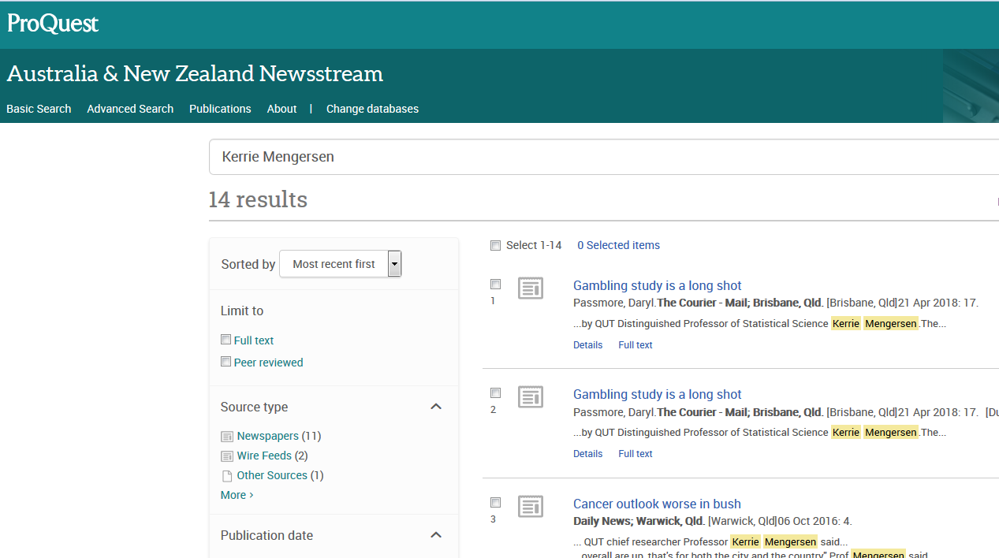 ProQuest
Australia & New Zealand Newsstream
Basic Search Advanced Search Publications About | Change databases
Kerrie Mengersen
14 results
Sorted by Most recent first
Limit to
Full text
Peer reviewed
Source type
Newspapers (11)
Wire Feeds (2)
Other Sources (1)
More ›
Publication date
Select 1-14 0 Selected items
1
Gambling study is a long shot
Passmore, Daryl.The Courier - Mail; Brisbane, Qld. [Brisbane, Qld]21 Apr 2018: 17.
...by QUT Distinguished Professor of Statistical Science Kerrie Mengersen.The...
Details Full text
2
Gambling study is a long shot
Passmore, Daryl.The Courier - Mail; Brisbane, Qld. [Brisbane, Qld]21 Apr 2018: 17.
...by QUT Distinguished Professor of Statistical Science Kerrie Mengersen.The...
Details Full text
3
Cancer outlook worse in bush
Daily News; Warwick, Qld. [Warwick, Qld]06 Oct 2016: 4.
... QUT chief researcher Professor Kerrie Mengersen said...
overall are up, that's for both the city and the country" Prof Mengersen said